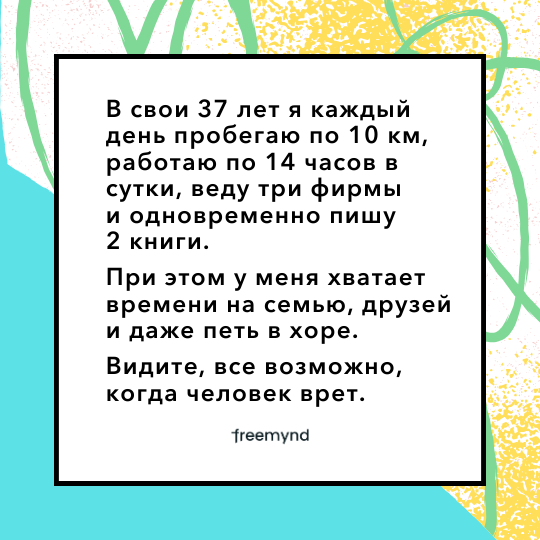 В свои 37 лет я каждый
день пробегаю по 10 км,
работаю по 14 часов в
сутки, веду три фирмы
и одновременно пишу
2 книги.
При этом у меня хватает
времени на семью, друзей
и даже петь в хоре.
Видите, все возможно,
когда человек врет.
freemynd